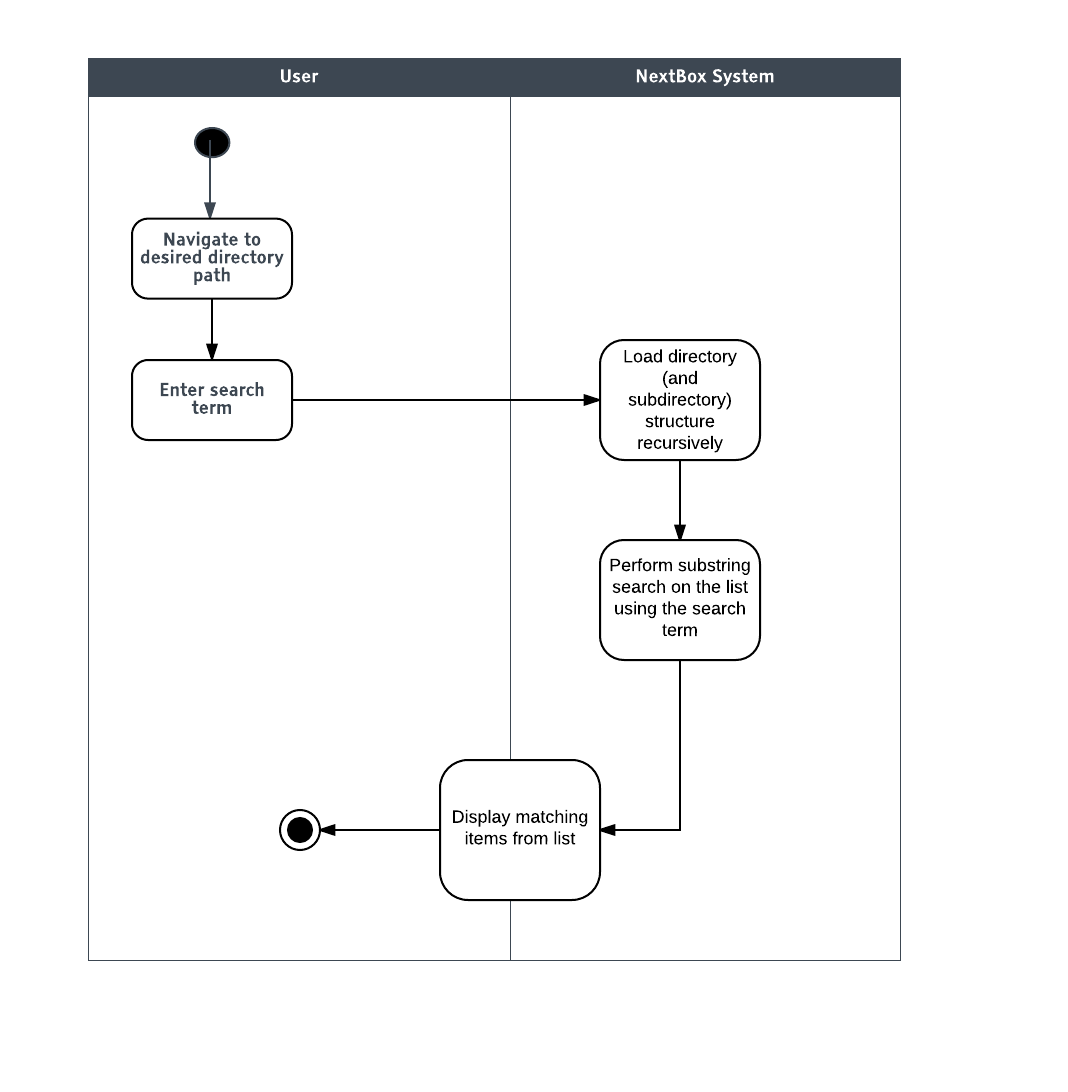 User
NextBox System
Navigate to
desired directory
path
Enter search
term
Load directory
(and
subdirectory)
structure
recursively
Perform substring
search on the list
using the search
term
Display matching
items from list